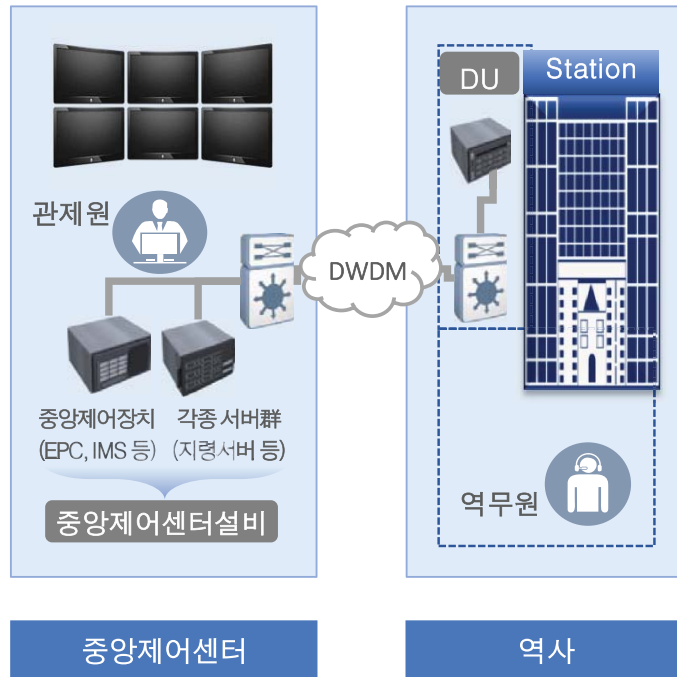 관제원
중앙제어장치
(EPC, IMS 등)
각종 서버群
(지령서버 등)
중앙제어센터설비
중앙제어센터
DWDM
DU
Station
역무원
역사